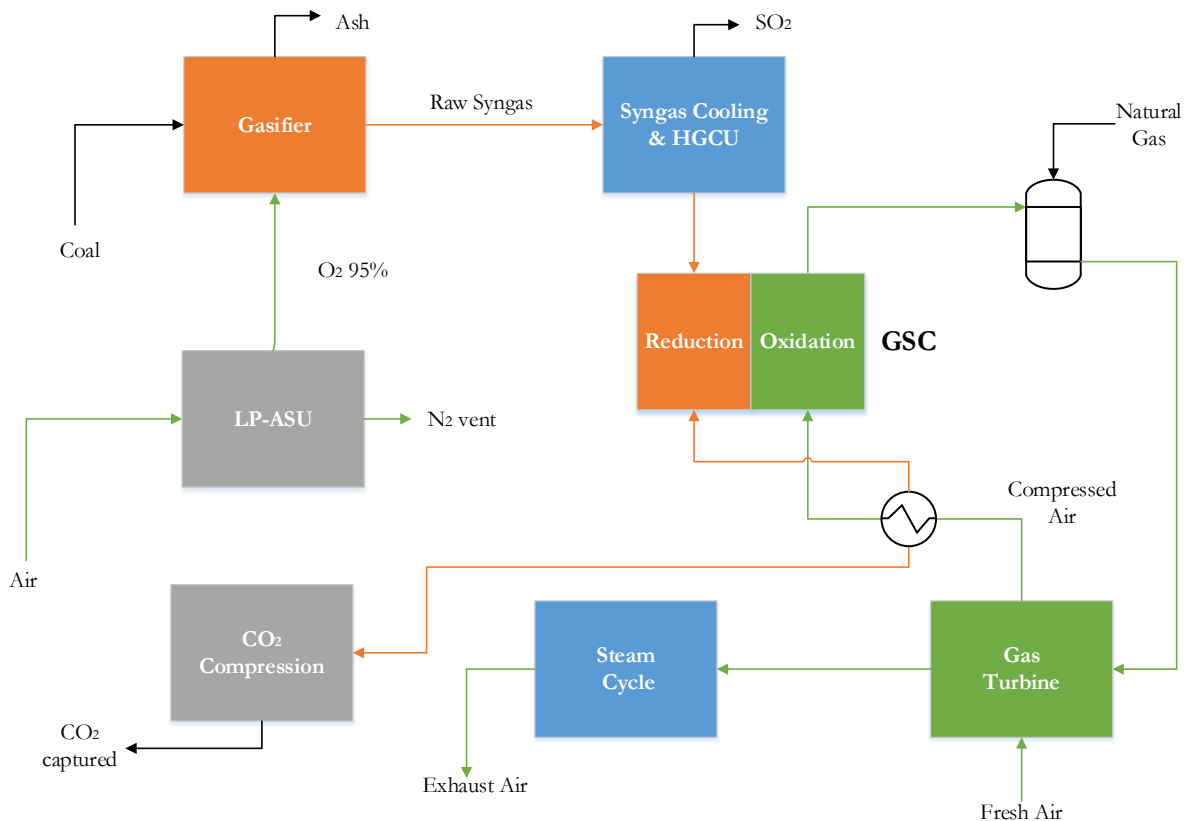 Ash
SO₂
Gasifier
Raw Syngas
Syngas Cooling
& HGCU
Natural
Gas
Coal
O₂ 95%
Reduction
Oxidation
GSC
LP-ASU
N₂ vent
Compressed
Air
Air
CO₂
Compression
Steam
Cycle
Gas
Turbine
CO₂
captured
Exhaust Air
Fresh Air